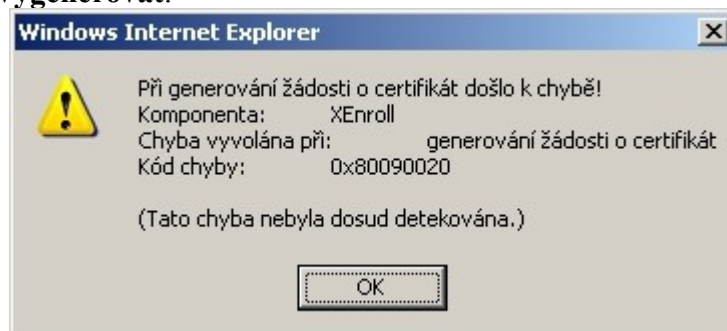 Windows Internet Explorer
Při generování žádosti o certifikát došlo k chybě!
Komponenta: XEnroll
Chyba vyvolána při: generování žádosti o certifikát
Kód chyby: 0x80090020
(Tato chyba nebyla dosud detekována.)
OK